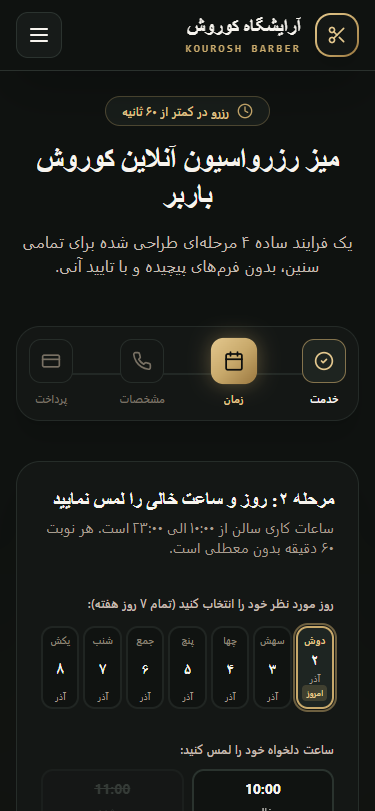 آرایشگاه کوروش
KOUROSH BARBER
رزرو در کمتر از ۶۰ ثانیه
میز رزرواسیون آنلاین کوروش
باربر
یک فرایند ساده ۴ مرحله‌ای طراحی شده برای تمامی
سنین، بدون فرم‌های پیچیده و با تایید آنی.
خدمت زمان مشخصات پرداخت
مرحله ۲: روز و ساعت خالی را لمس نمایید
ساعات کاری سالن از ۱۰:۰۰ الی ۲۳:۰۰ است. هر نوبت
۶۰ دقیقه بدون معطلی است.
روز مورد نظر خود را انتخاب کنید (تمام ۷ روز هفته):
دوش سه‌ش چها پنج جمع شنب یکش
۲ ۳ ۴ ۵ ۶ ۷ ۸
آذر آذر آذر آذر آذر آذر آذر
امروز
ساعت دلخواه خود را لمس کنید:
10:00 11:00